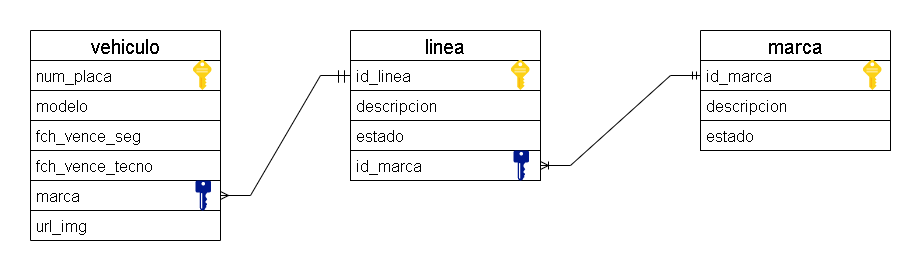 vehiculo
num_placa
modelo
fch_vence_seg
fch_vence_tecno
marca
url_img
linea
id_linea
descripcion
estado
id_marca
marca
id_marca
descripcion
estado